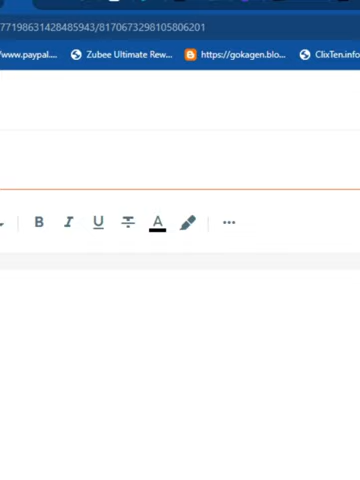 77198631428485943/8170673298105806201
/www.paypal.... Zubee Ultimate Rew... https://gokagen.blo... ClixTen.info
B I U A ...